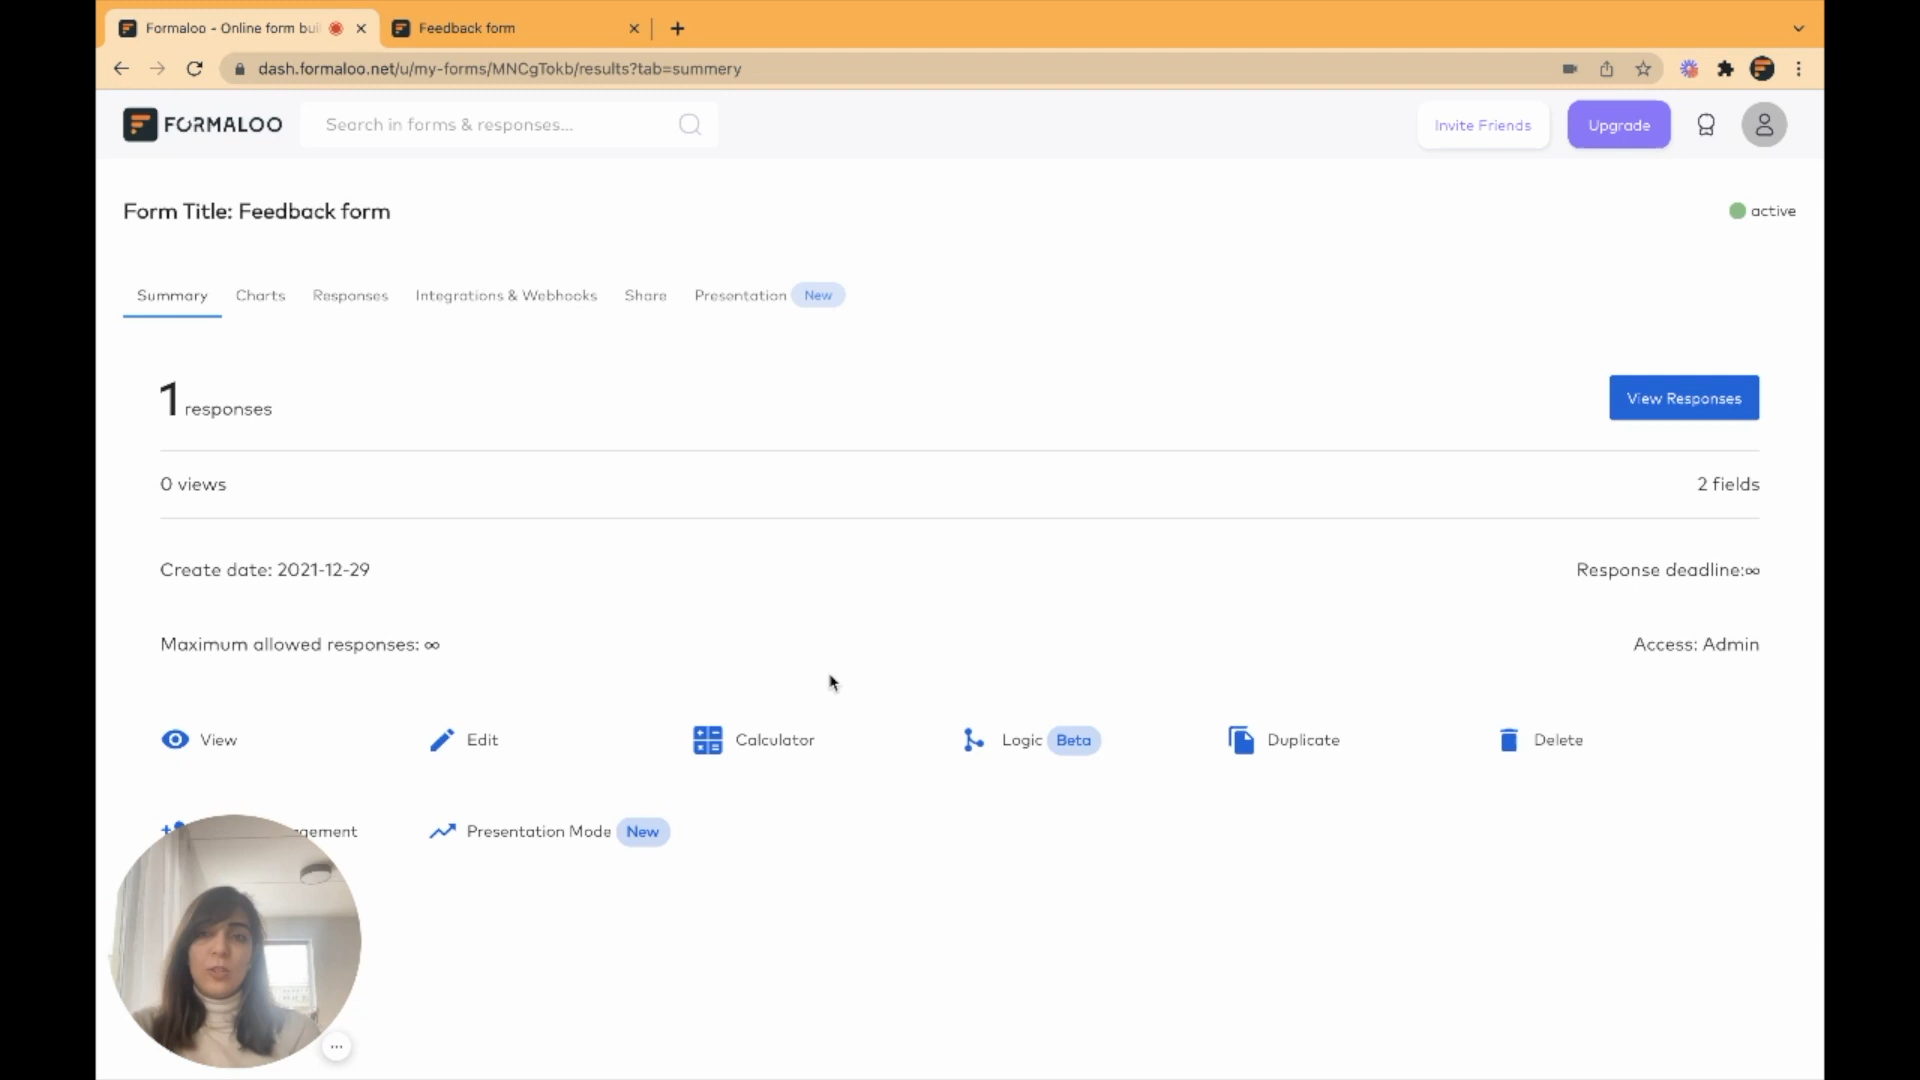 Formaloo - Online form bui
Feedback form
dash.formaloo.net/u/my-forms/MNCgTokb/results?tab=summery
FORMALOO
Search in forms & responses...
Invite Friends
Upgrade
Form Title: Feedback form
active
Summary
Charts
Responses
Integrations & Webhooks
Share
Presentation New
1 responses
View Responses
0 views
2 fields
Create date: 2021-12-29
Response deadline:∞
Maximum allowed responses: ∞
Access: Admin
View
Edit
Calculator
Logic Beta
Duplicate
Delete
Presentation Mode New